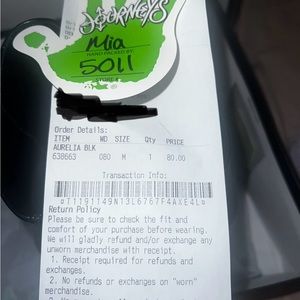 JOURNEYS
Mia
HAND PACKED BY:
5011
STORE #
Order Details:
ITEM WD SIZE Qty PRICE
AURELIA BLK
638663 080 M 1 80.00
Transaction Info:
Return Policy
Please be sure to check the fit and
comfort of your purchase before wearing.
We will gladly refund and/or exchange any
unworn merchandise with receipt.
1. Receipt required for refunds and
exchanges.
2. No refunds or exchanges on "worn"
merchandise.